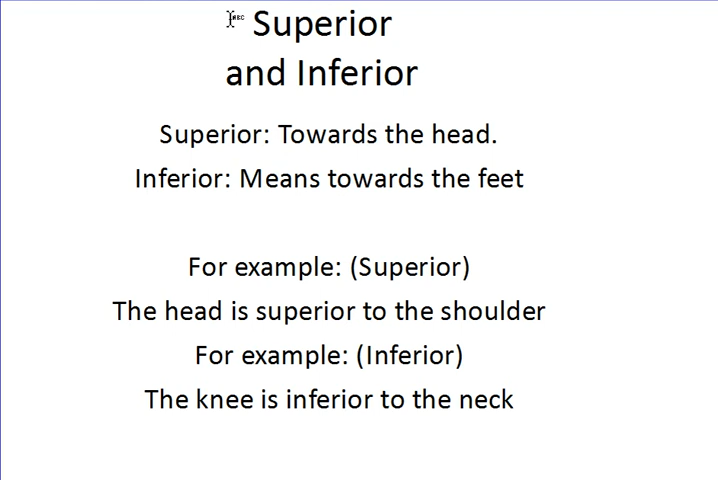 Superior
and Inferior
Superior: Towards the head.
Inferior: Means towards the feet
For example: (Superior)
The head is superior to the shoulder
For example: (Inferior)
The knee is inferior to the neck